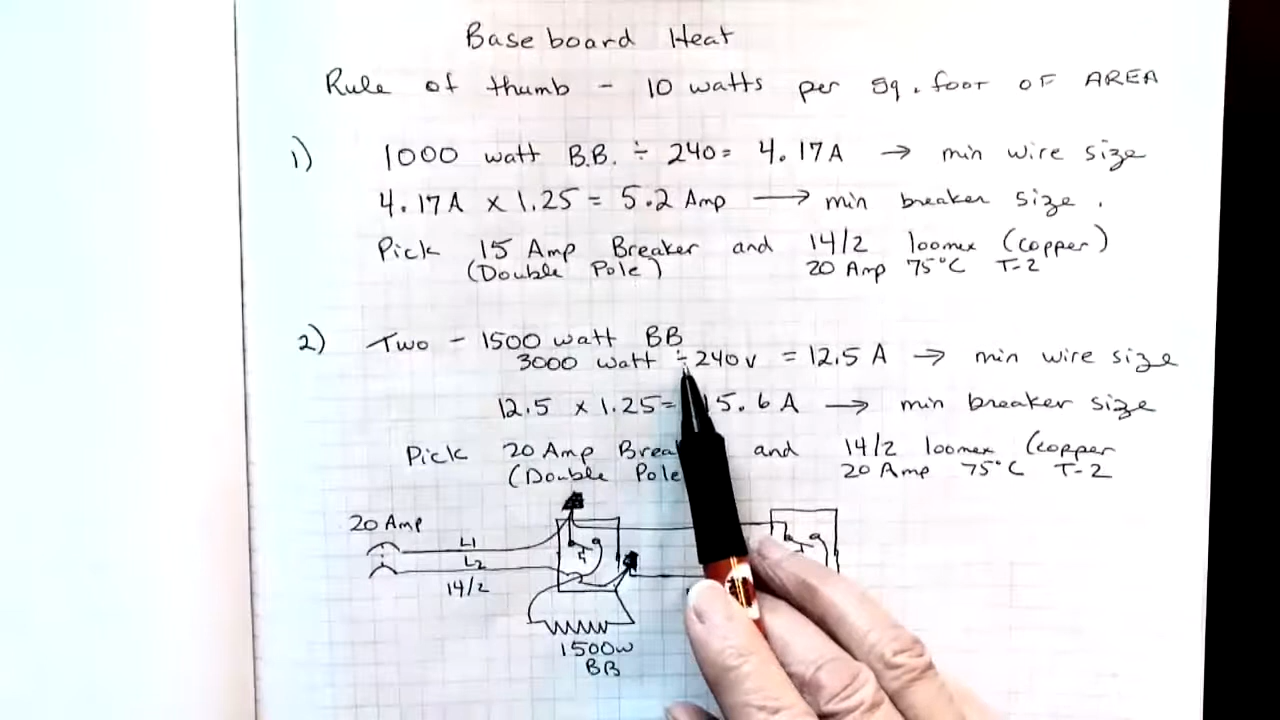 Baseboard Heat
Rule of thumb - 10 watts per sq. foot OF AREA
1) 1000 watt B.B. ÷ 240 = 4.17A → min wire size
4.17A x 1.25 = 5.2 Amp → min breaker size.
Pick 15 Amp Breaker and 14/2 loomex (copper)
(Double Pole) 20 Amp 75°C T-2
2) Two - 1500 watt BB
3000 watt ÷ 240v = 12.5 A → min wire size
12.5 x 1.25 = 15.6 A → min breaker size
Pick 20 Amp and 14/2 loomex (copper
(Double Pole 20 Amp 75°C T-2
20 Amp
L1
L2
14/2
1500w
BB